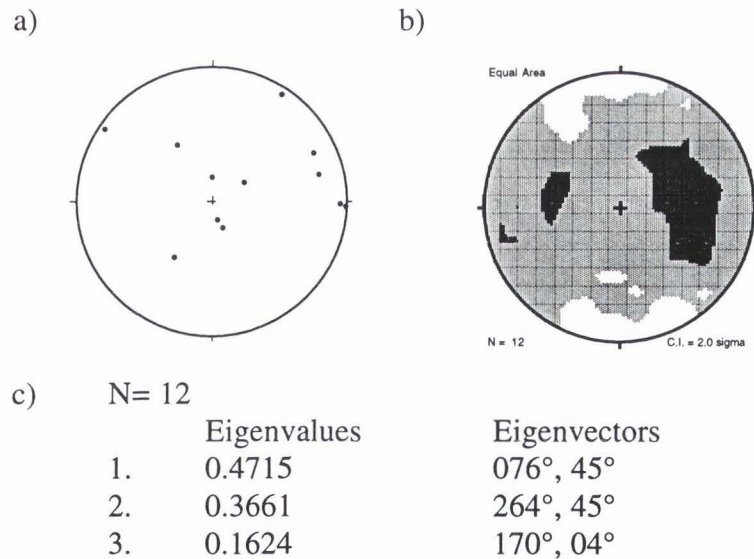 a)
b)
Equal Area
N = 12
C.I. = 2.0 sigma
c)
N= 12
Eigenvalues Eigenvectors
1. 0.4715 076°, 45°
2. 0.3661 264°, 45°
3. 0.1624 170°, 04°